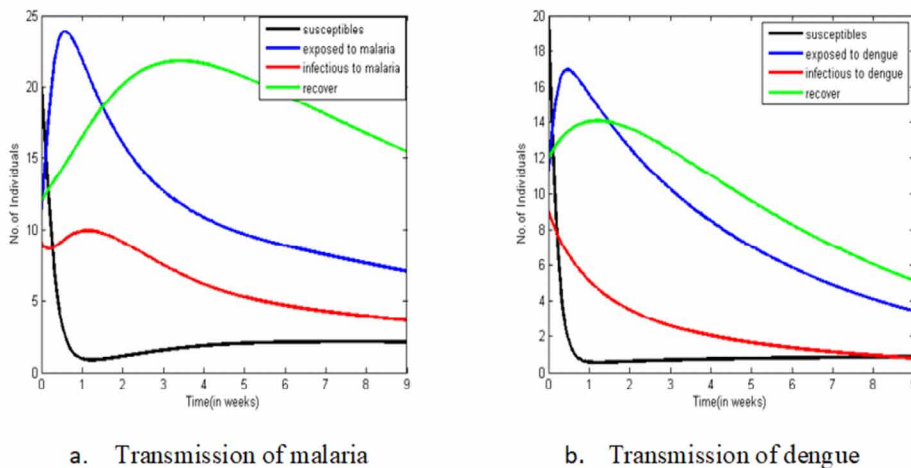 25
20
15
10
5
0
No.of Individuals
0 1 2 3 4 5 6 7 8 9
Time(in weeks)
susceptibles
exposed to malaria
infectious to malaria
recover
a. Transmission of malaria
20
18
16
14
12
10
8
6
4
2
0
No.of Individuals
0 1 2 3 4 5 6 7 8 9
Time(in weeks)
susceptibles
exposed to dengue
infectious to dengue
recover
b. Transmission of dengue